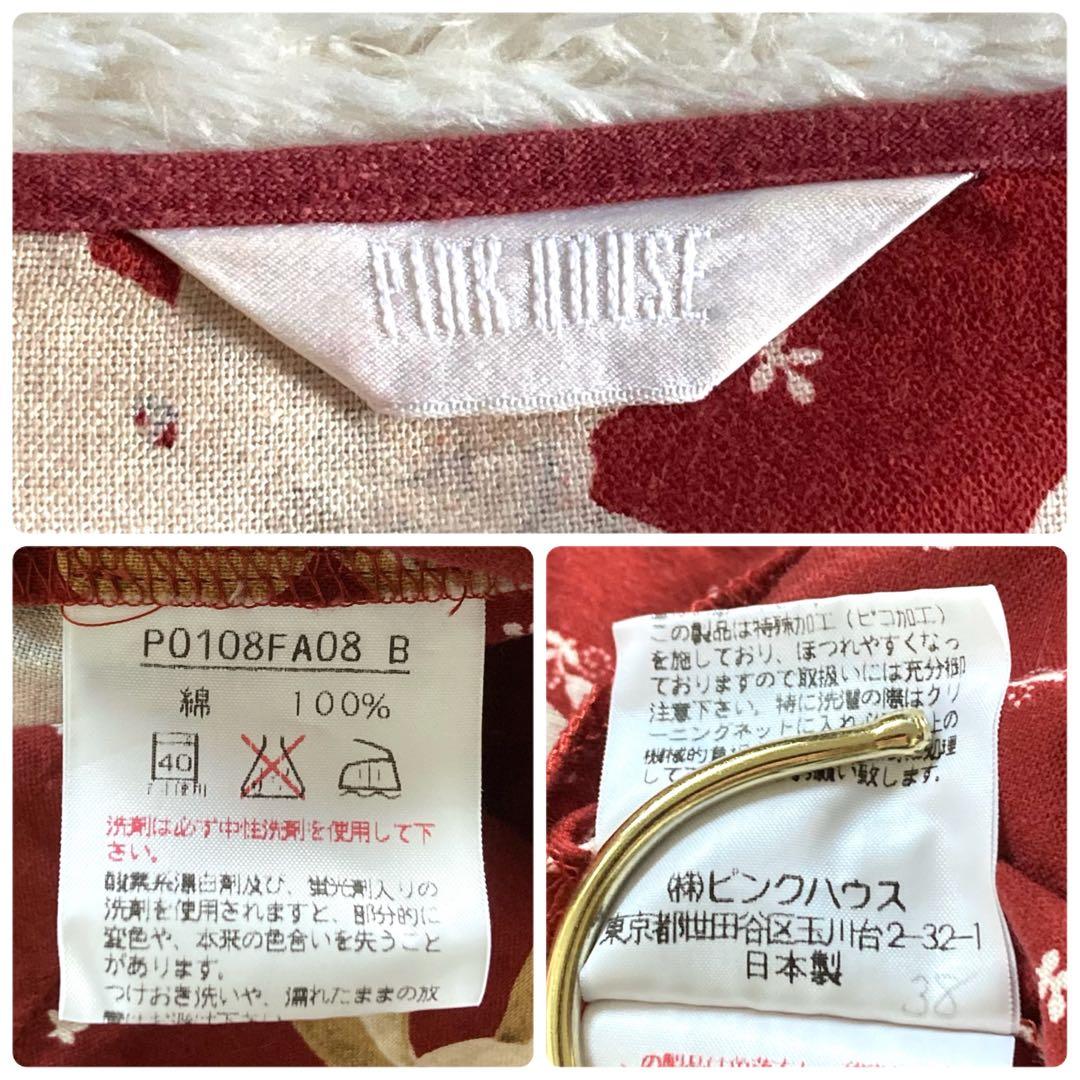 PINK HOUSE
P0108FA08 B
綿 100%
40
洗剤は必ず中性洗剤を使用して下
さい。
酸素系漂白剤及び、蛍光剤入りの
洗剤を使用されますと、部分的に
変色や、本来の色合いを失うこと
があります。
つけおき洗いや、濡れたままの放
この製品は特殊加工(ピコ加工)
を施しており、ほつれやすくなっ
ておりますので取扱いには充分御
注意下さい。特に洗濯の際はクリ
ーニングネットに入れ
して
お願い致します。
(株)ピンクハウス
東京都世田谷区玉川台2-32-1
日本製
38